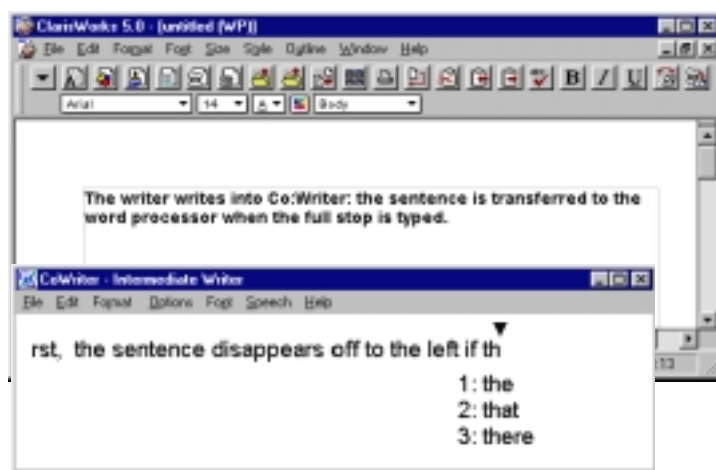 ClarisWorks 5.0 - [untitled (WP)]
File Edit Format Font Size Style Outline Window Help
B I U
Arial 14 A Body
The writer writes into Co:Writer: the sentence is transferred to the
word processor when the full stop is typed.
CoWriter - Intermediate Writer
File Edit Format Options Font Speech Help
rst, the sentence disappears off to the left if th
1: the
2: that
3: there
:13